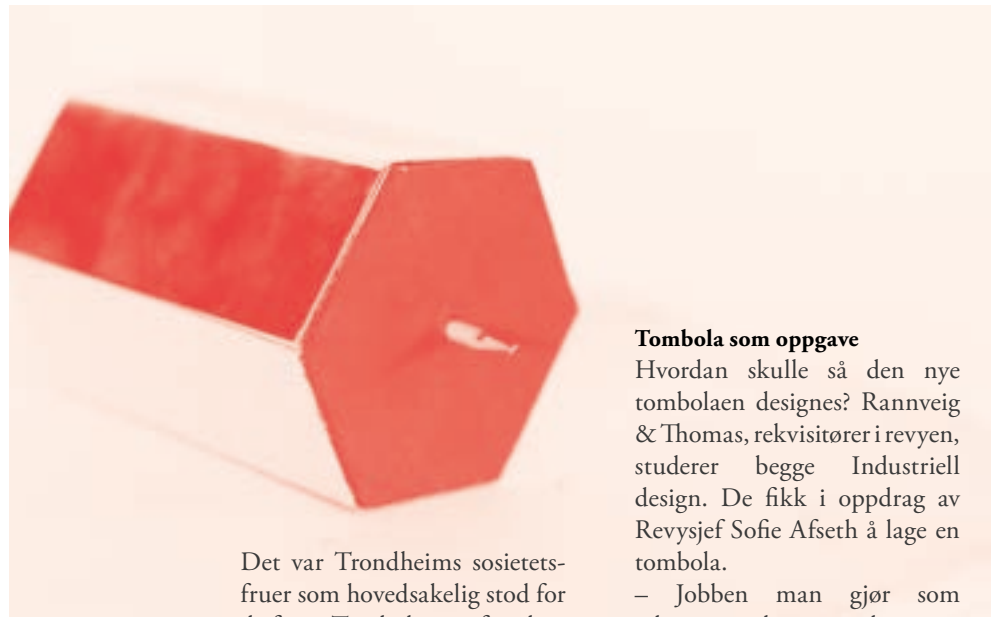 Det var Trondheims sosietets-
fruer som hovedsakelig stod for
Tombola som oppgave
Hvordan skulle så den nye
tombolaen designes? Rannveig
& Thomas, rekvisitører i revyen,
studerer begge Industriell
design. De fikk i oppdrag av
Revysjef Sofie Afseth å lage en
tombola.
– Jobben man gjør som